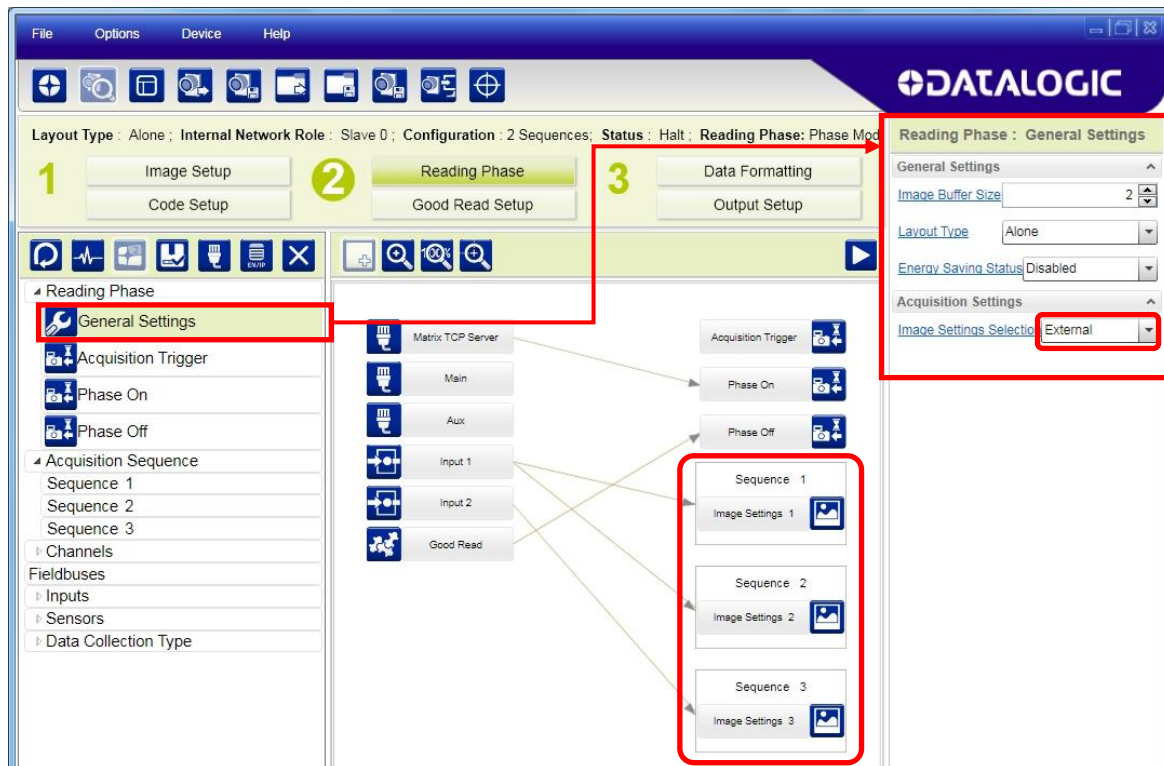 File Options Device Help
DATALOGIC
Layout Type : Alone ; Internal Network Role : Slave 0 ; Configuration : 2 Sequences; Status : Halt ; Reading Phase: Phase Mod
1
Image Setup
Code Setup
2
Reading Phase
Good Read Setup
3
Data Formatting
Output Setup
EN/IP
Reading Phase
General Settings
Acquisition Trigger
Phase On
Phase Off
Acquisition Sequence
Sequence 1
Sequence 2
Sequence 3
Channels
Fieldbuses
Inputs
Sensors
Data Collection Type
100%
Matrix TCP Server
Main
Aux
Input 1
Input 2
Good Read
Acquisition Trigger
Phase On
Phase Off
Sequence 1
Image Settings 1
Sequence 2
Image Settings 2
Sequence 3
Image Settings 3
Reading Phase : General Settings
General Settings
Image Buffer Size 2
Layout Type Alone
Energy Saving Status Disabled
Acquisition Settings
Image Settings Selection External